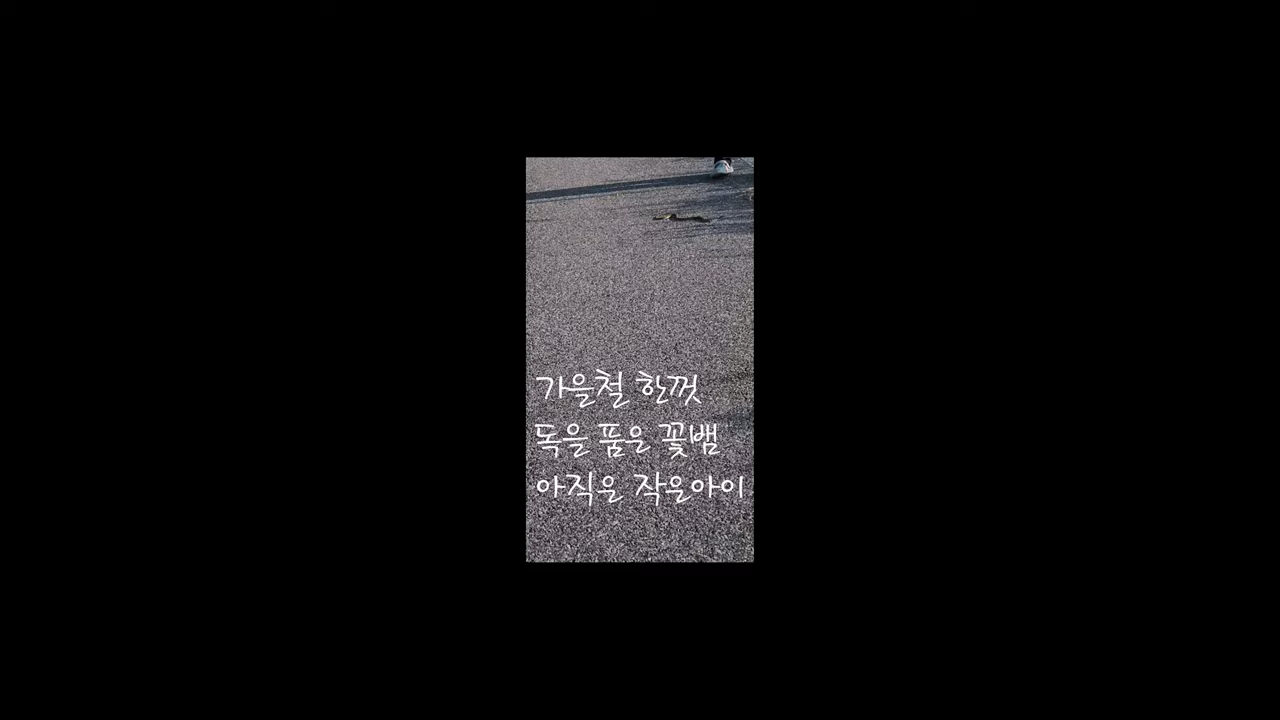 가을철 한껏
독을 품은 꽃뱀
아직은 작은아이